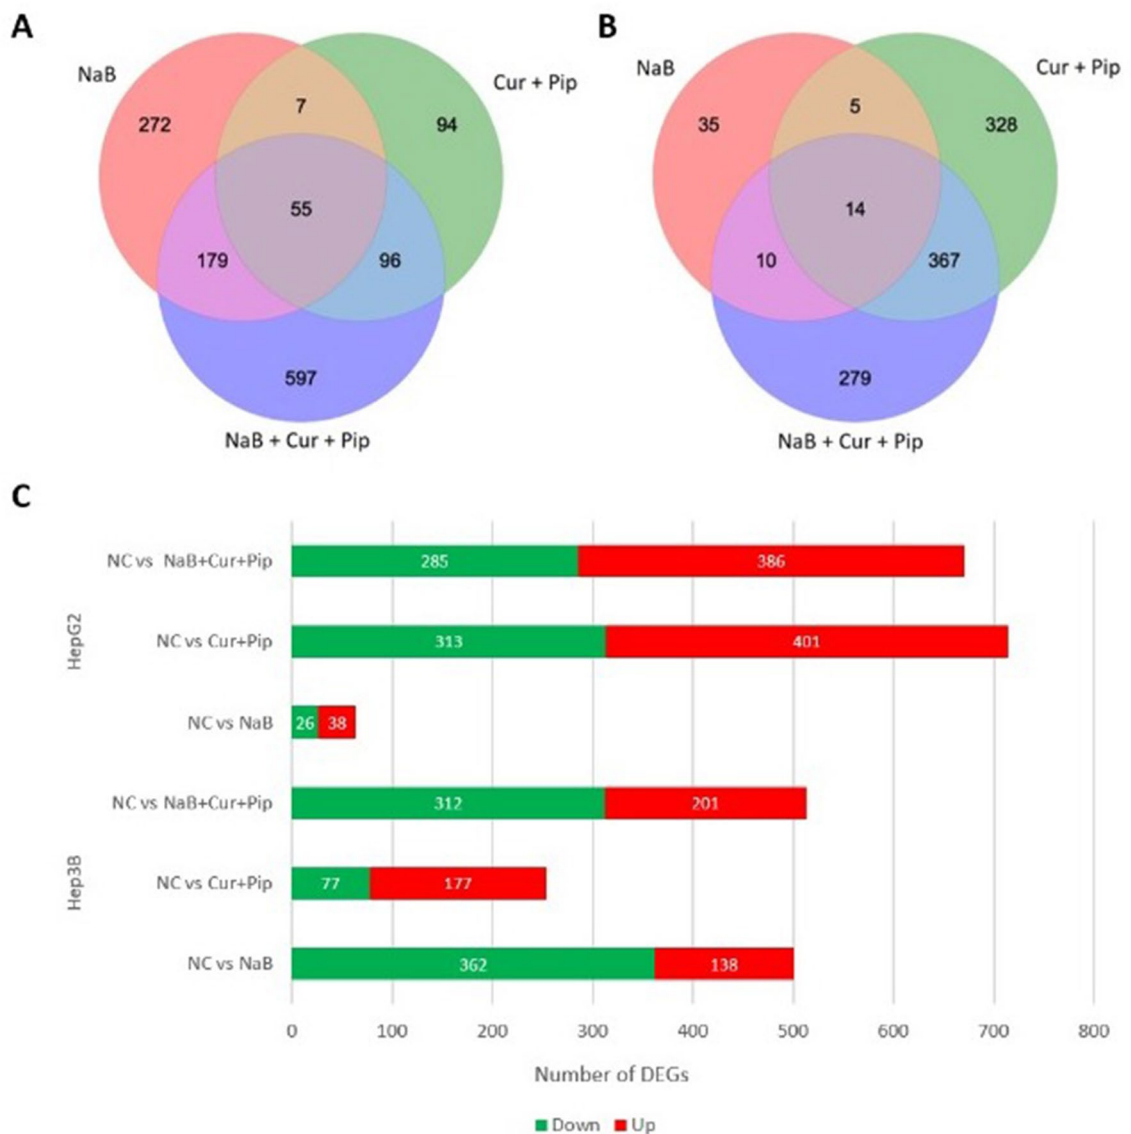 A
B
NaB
Cur + Pip
272
7
94
55
179
96
597
NaB + Cur + Pip
NaB
Cur + Pip
35
5
328
14
10
367
279
NaB + Cur + Pip
C
HepG2
NC vs NaB+Cur+Pip
285
386
NC vs Cur+Pip
313
401
NC vs NaB
26
38
Hep3B
NC vs NaB+Cur+Pip
312
201
NC vs Cur+Pip
77
177
NC vs NaB
362
138
0 100 200 300 400 500 600 700 800
Number of DEGs
Down Up